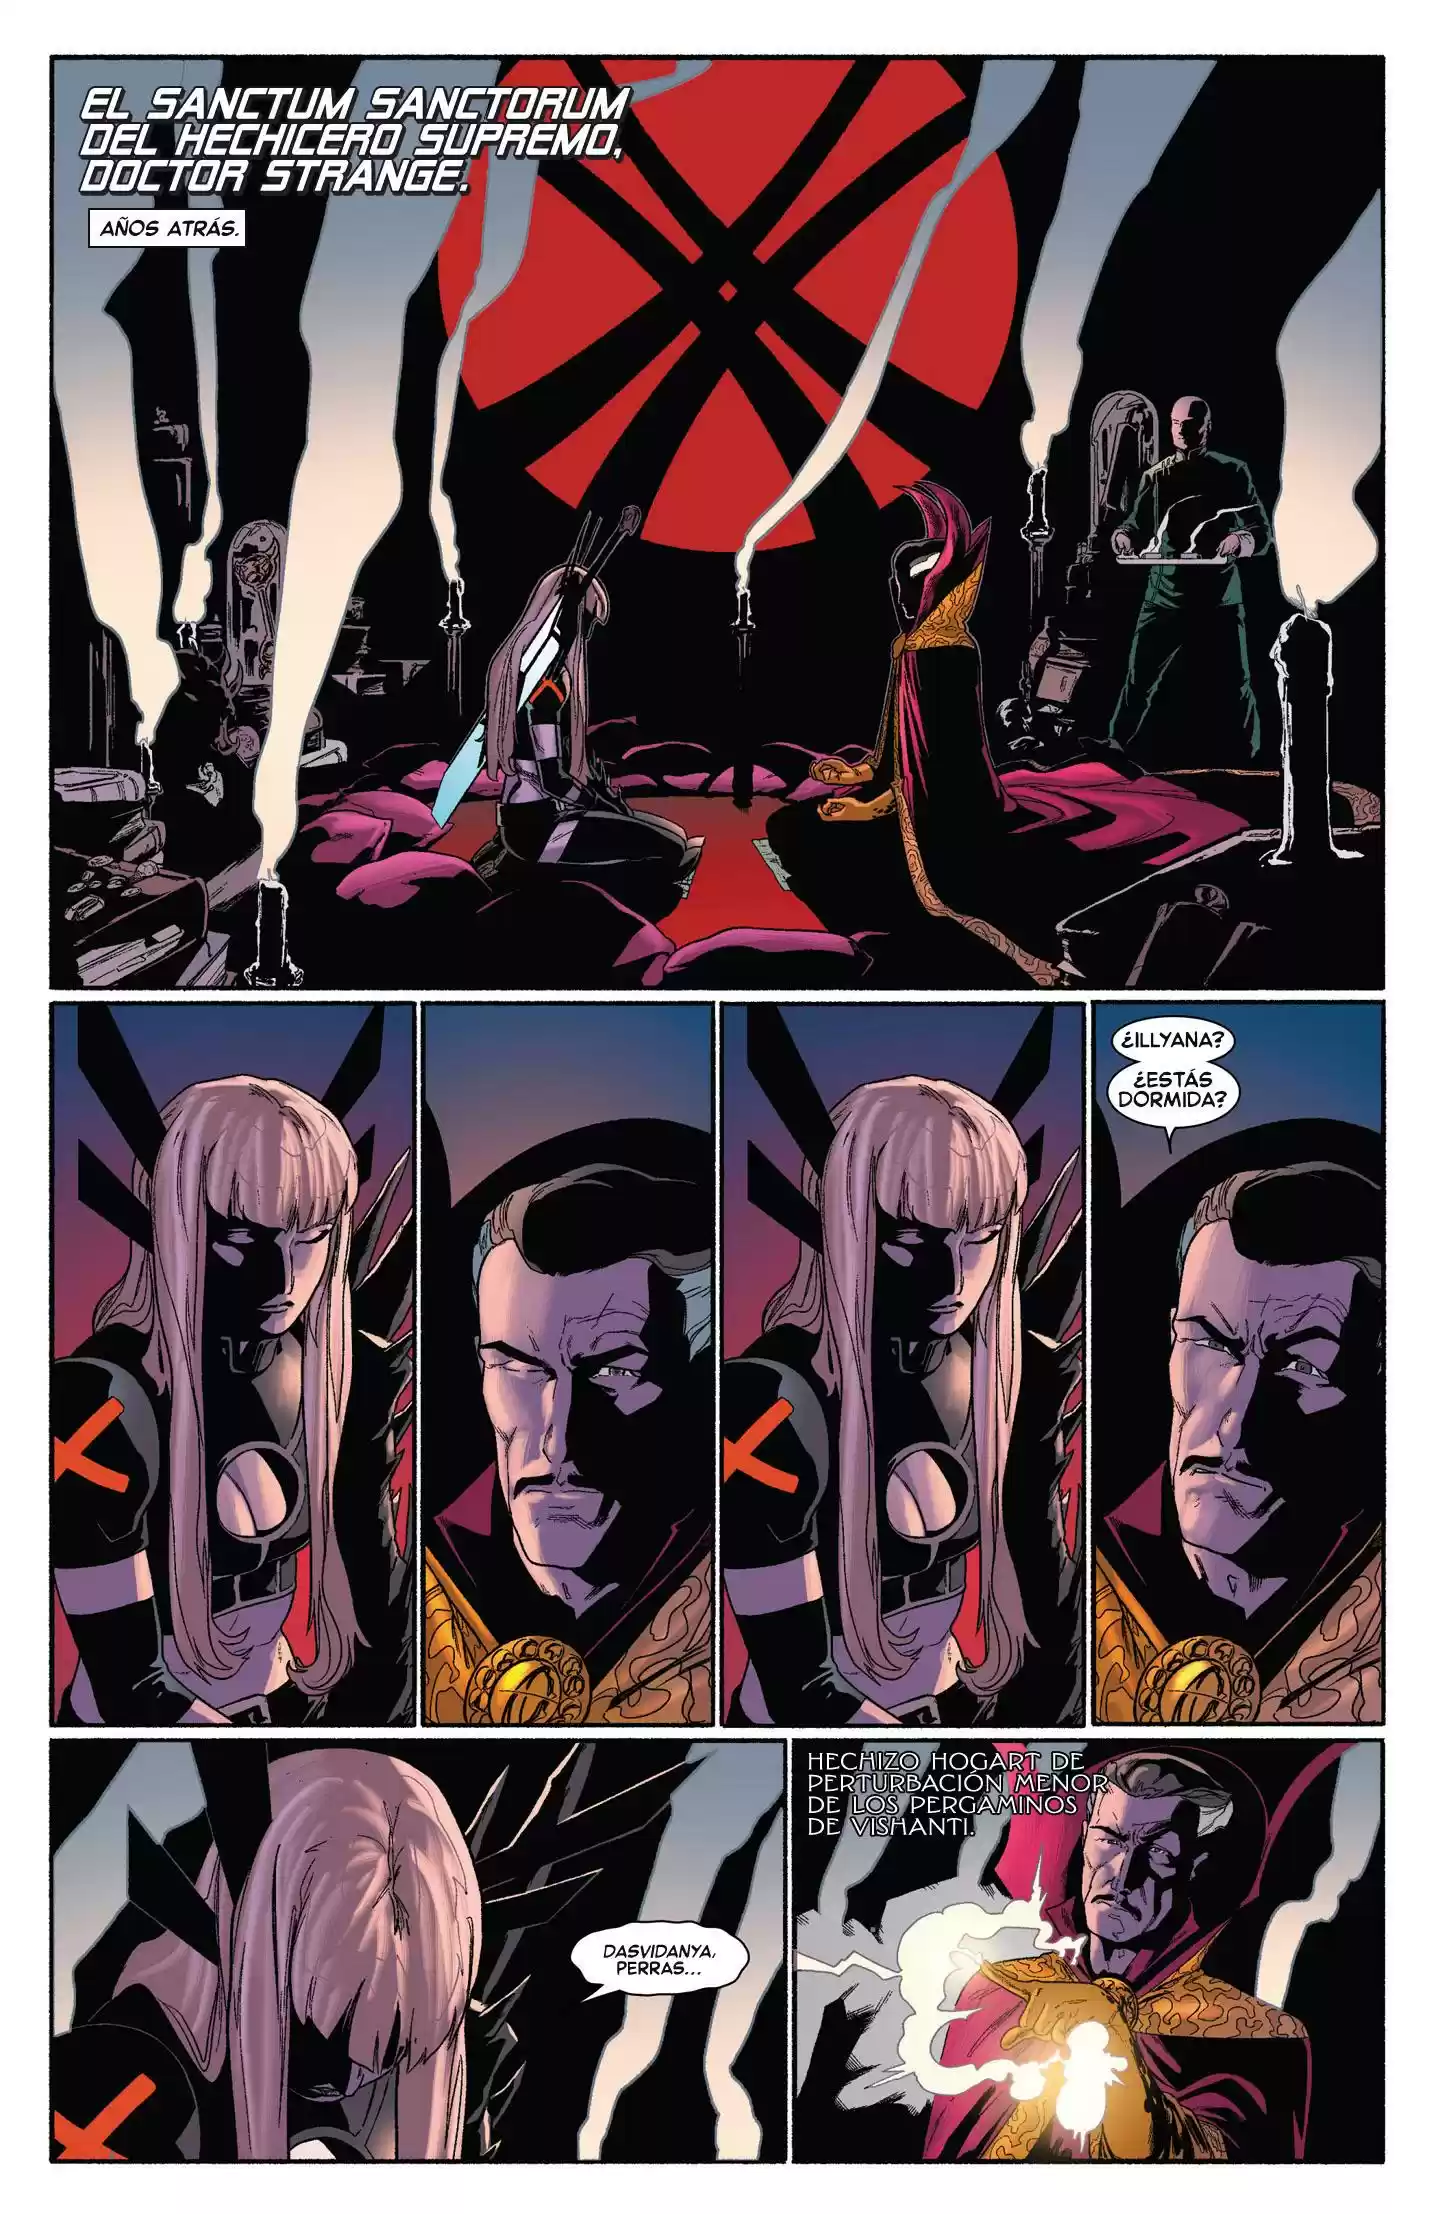 EL SANCTUM SANCTORUM
DEL HECHICERO SUPREMO,
DOCTOR STRANGE.
AÑOS ATRÁS.
¿ILLYANA?
¿ESTÁS
DORMIDA?
DASVIDANYA,
PERRAS...
HECHIZO HOGART DE
PERTURBACIÓN MENOR
DE LOS PERGAMINOS
DE VISHANTI.